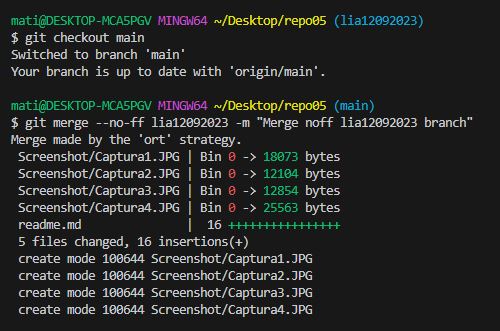 mati@DESKTOP-MCA5PGV MINGW64 ~/Desktop/repo05 (lia12092023)
$ git checkout main
Switched to branch 'main'
Your branch is up to date with 'origin/main'.

mati@DESKTOP-MCA5PGV MINGW64 ~/Desktop/repo05 (main)
$ git merge --no-ff lia12092023 -m "Merge noff lia12092023 branch"
Merge made by the 'ort' strategy.
 Screenshot/Captura1.JPG | Bin 0 -> 18073 bytes
 Screenshot/Captura2.JPG | Bin 0 -> 12104 bytes
 Screenshot/Captura3.JPG | Bin 0 -> 12854 bytes
 Screenshot/Captura4.JPG | Bin 0 -> 25563 bytes
 readme.md               |  16 ++++++++++++++++
 5 files changed, 16 insertions(+)
 create mode 100644 Screenshot/Captura1.JPG
 create mode 100644 Screenshot/Captura2.JPG
 create mode 100644 Screenshot/Captura3.JPG
 create mode 100644 Screenshot/Captura4.JPG